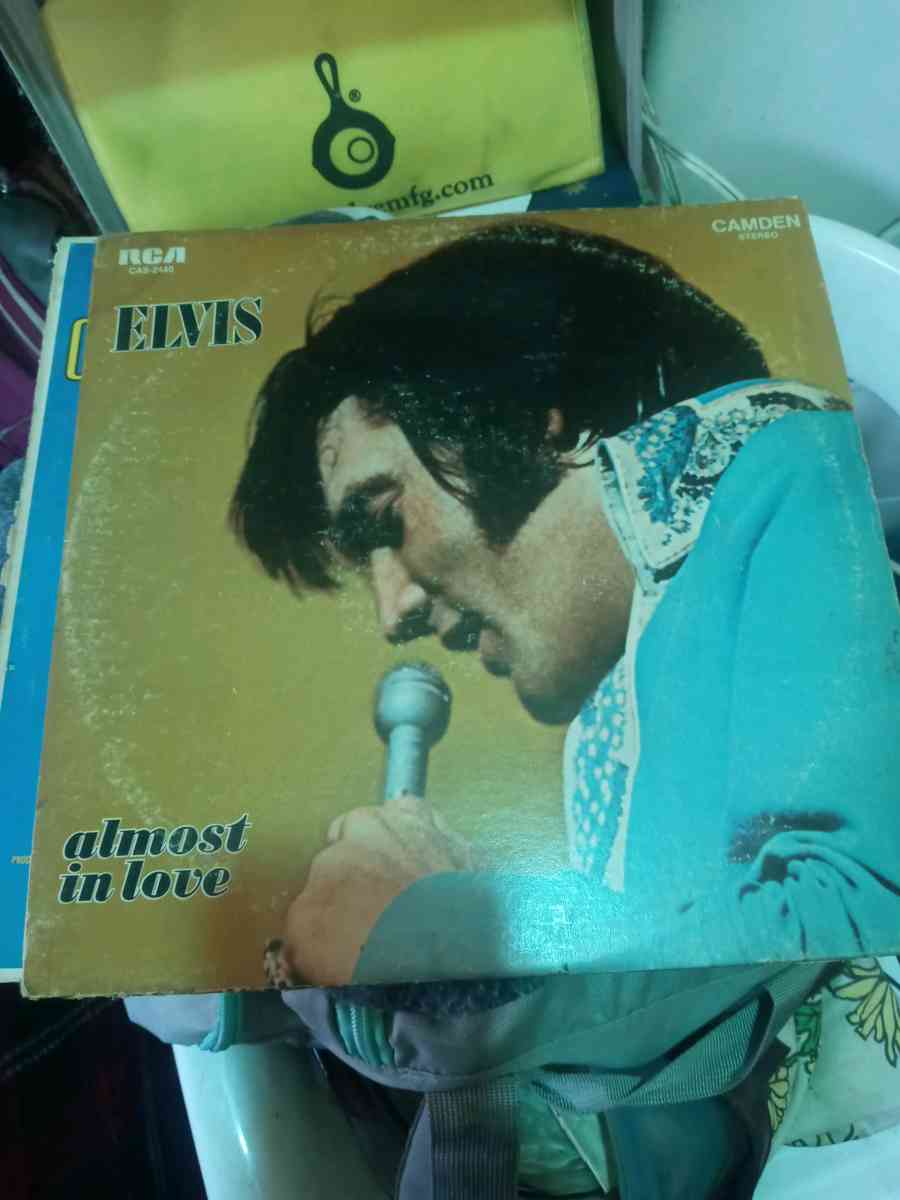 ®
RCA
CAS-2440
CAMDEN
STEREO
ELVIS
almost
in love